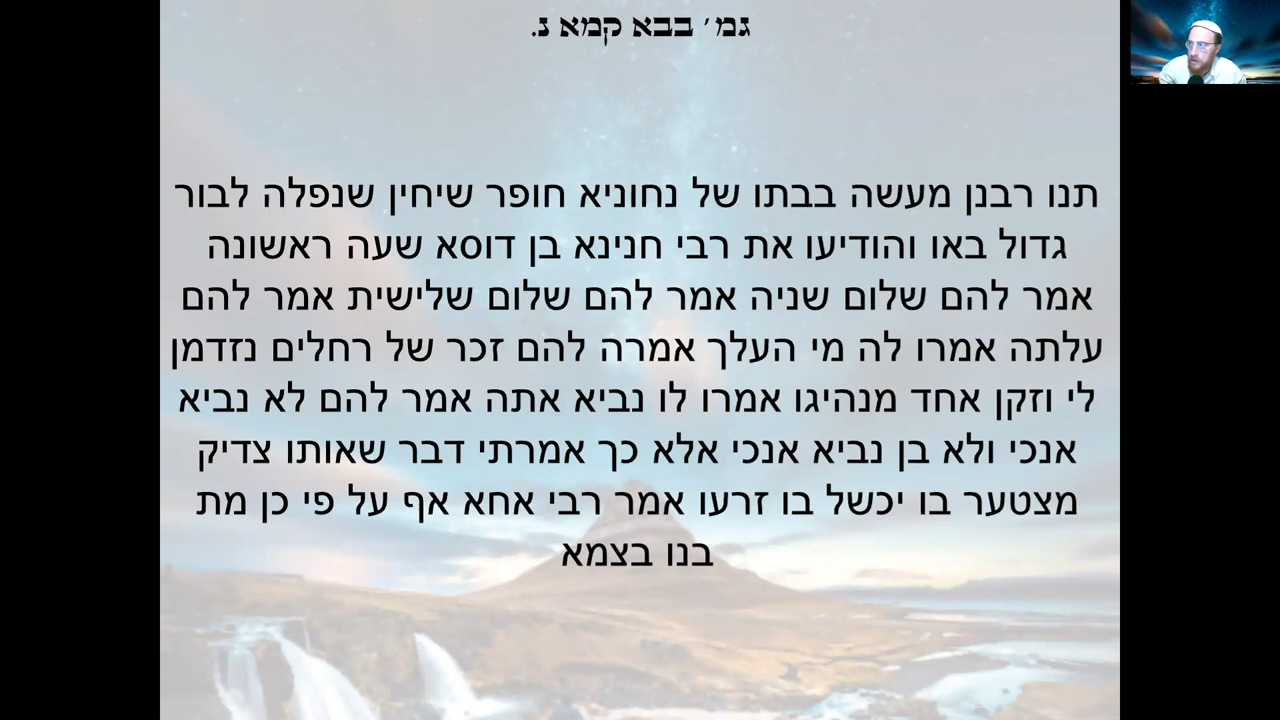 גמ׳ בבא קמא נ.
תנו רבנן מעשה בבתו של נחוניא חופר שיחין שנפלה לבור
גדול באו והודיעו את רבי חנינא בן דוסא שעה ראשונה
אמר להם שלום שניה אמר להם שלום שלישית אמר להם
עלתה אמרו לה מי העלך אמרה להם זכר של רחלים נזדמן
לי וזקן אחד מנהיגו אמרו לו נביא אתה אמר להם לא נביא
אנכי ולא בן נביא אנכי אלא כך אמרתי דבר שאותו צדיק
מצטער בו יכשל בו זרעו אמר רבי אחא אף על פי כן מת
בנו בצמא